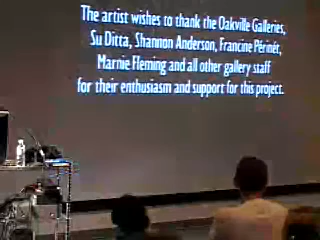 The artist wishes to thank the Oakville Galleries,
Su Ditta, Shannon Anderson, Francine Périnét,
Marnie Fleming and all other gallery staff
for their enthusiasm and support for this project.